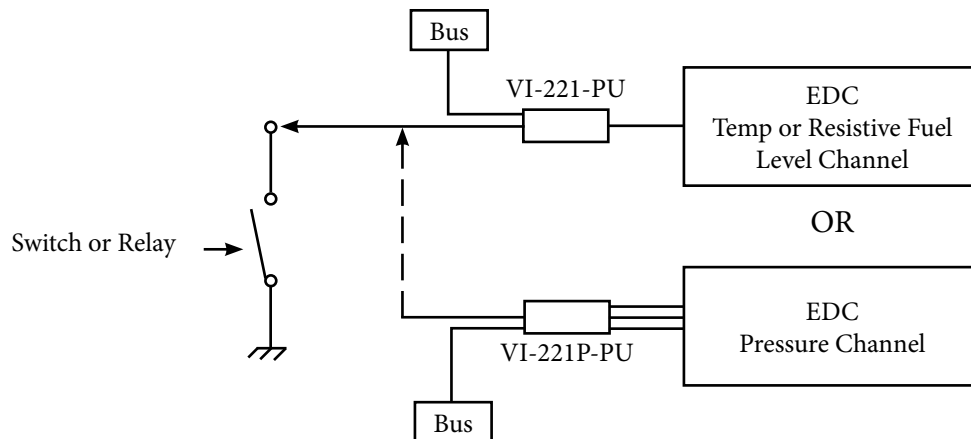 Bus
VI-221-PU
EDC
Temp or Resistive Fuel
Level Channel
OR
Switch or Relay
EDC
Pressure Channel
VI-221P-PU
Bus